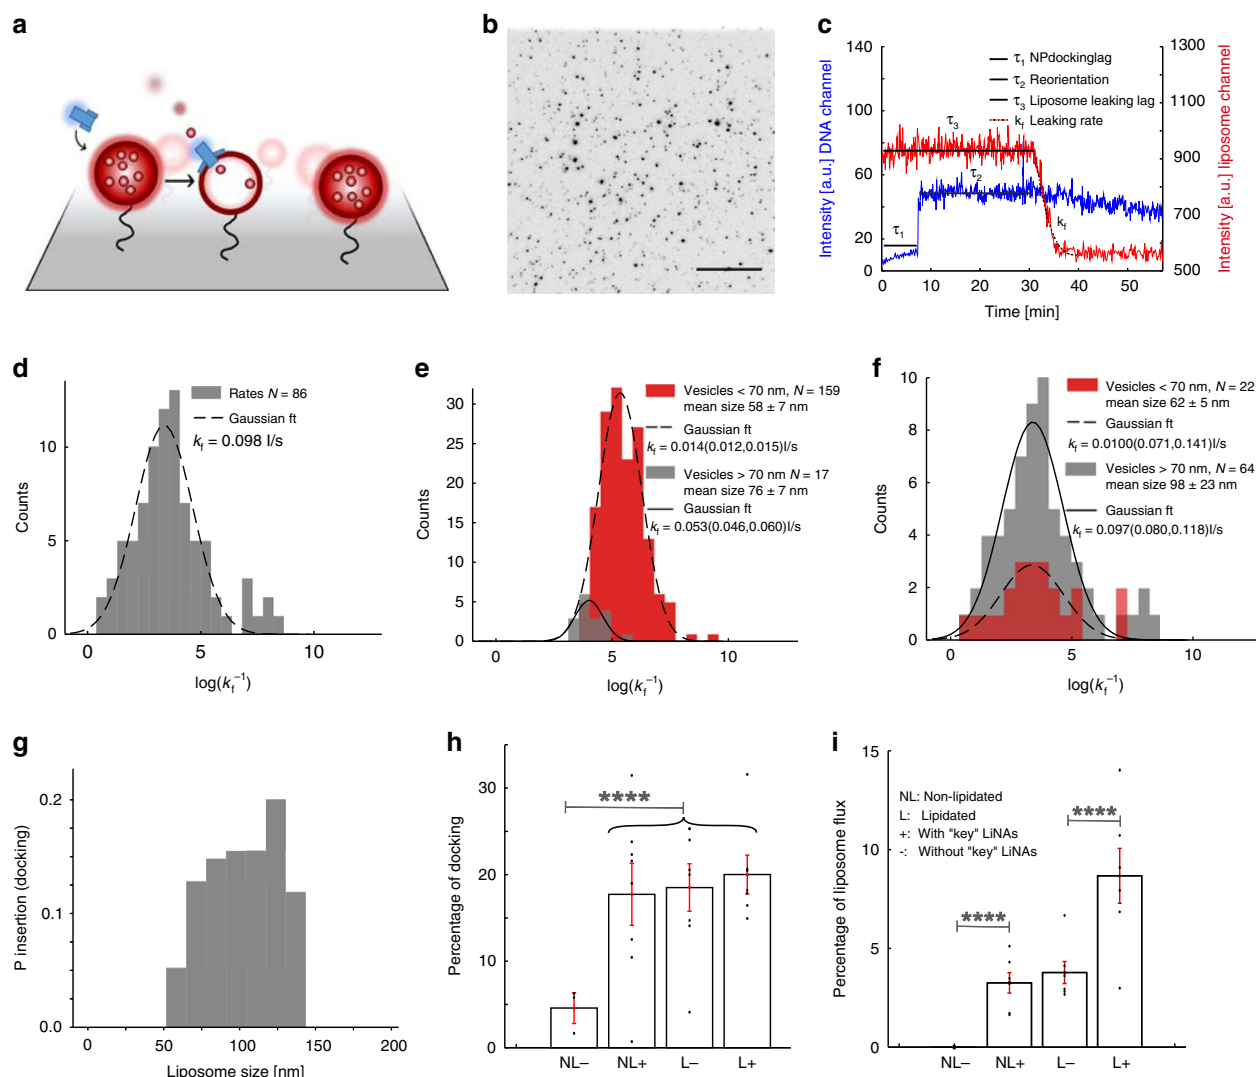 a
b
c
140
120
100
80
60
40
20
0
Intensity [a.u.] DNA channel
1300
1100
900
700
500
Intensity [a.u.] liposome channel
τ1 NPdockinglag
τ2 Reorientation
τ3 Liposome leaking lag
kf Leaking rate
τ3
τ2
τ1
kf
0 10 20 30 40 50
Time [min]
d
Rates N = 86
Gaussian ft
kf = 0.098 I/s
10
5
0
Counts
0 5 10
log(kf–1)
e
Vesicles < 70 nm, N = 159
mean size 58 ± 7 nm
Gaussian ft
kf = 0.014(0.012,0.015)I/s
Vesicles > 70 nm N = 17
mean size 76 ± 7 nm
Gaussian ft
kf = 0.053(0.046,0.060)I/s
30
25
20
15
10
5
0
Counts
0 5 10
log(kf–1)
f
Vesicles < 70 nm, N = 22
mean size 62 ± 5 nm
Gaussian ft
kf = 0.0100(0.071,0.141)I/s
Vesicles > 70 nm, N = 64
mean size 98 ± 23 nm
Gaussian ft
kf = 0.097(0.080,0.118)I/s
10
8
6
4
2
0
Counts
0 5 10
log(kf–1)
g
0.2
0.1
0.0
P insertion (docking)
0 50 100 150 200
Liposome size [nm]
h
30
20
10
0
Percentage of docking
****
NL– NL+ L– L+
i
15
10
5
0
Percentage of liposome flux
NL: Non-lipidated
L: Lipidated
+: With "key" LiNAs
-: Without "key" LiNAs
****
****
NL– NL+ L– L+